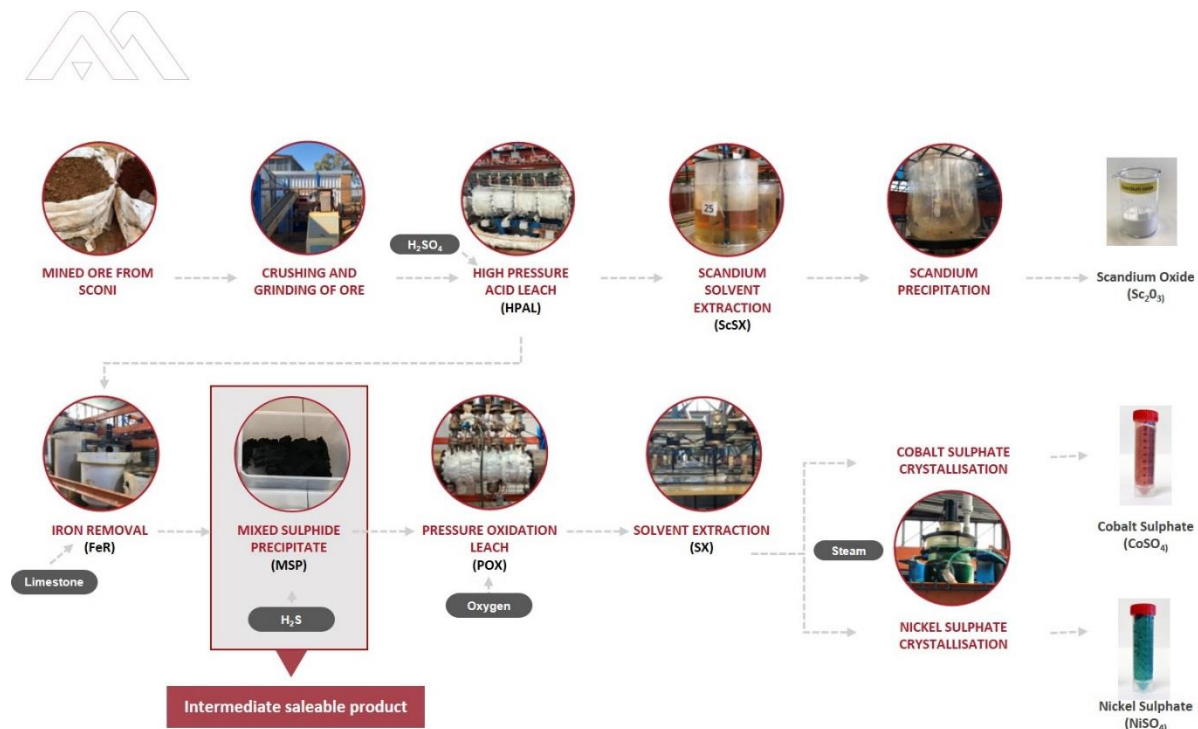 MINED ORE FROM
SCONI
CRUSHING AND
GRINDING OF ORE
H₂SO₄
HIGH PRESSURE
ACID LEACH
(HPAL)
25
SCANDIUM
SOLVENT
EXTRACTION
(ScSX)
SCANDIUM
PRECIPITATION
Scandium Oxide
(Sc₂0₃)
IRON REMOVAL
(FeR)
Limestone
MIXED SULPHIDE
PRECIPITATE
(MSP)
H₂S
Intermediate saleable product
PRESSURE OXIDATION
LEACH
(POX)
Oxygen
SOLVENT EXTRACTION
(SX)
Steam
COBALT SULPHATE
CRYSTALLISATION
Cobalt Sulphate
(CoSO₄)
NICKEL SULPHATE
CRYSTALLISATION
Nickel Sulphate
(NiSO₄)